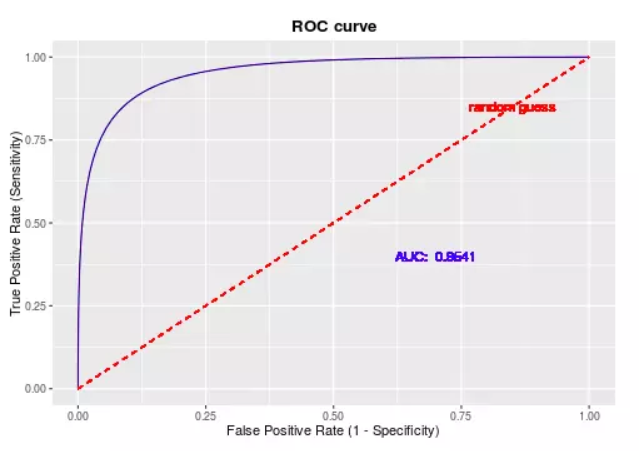 ROC curve
1.00
random guess
0.75
0.50
AUC: 0.9541
0.25
0.00
0.00 0.25 0.50 0.75 1.00
False Positive Rate (1 - Specificity)
True Positive Rate (Sensitivity)